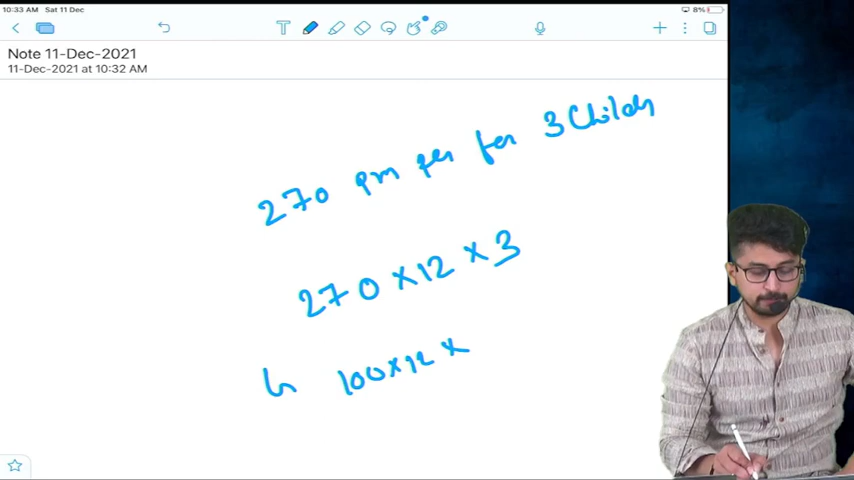 10:33 AM Sat 11 Dec
8%
T
Note 11-Dec-2021
11-Dec-2021 at 10:32 AM
270 pm per for 3 Childs
270 × 12 × 3
100 × 12 ×